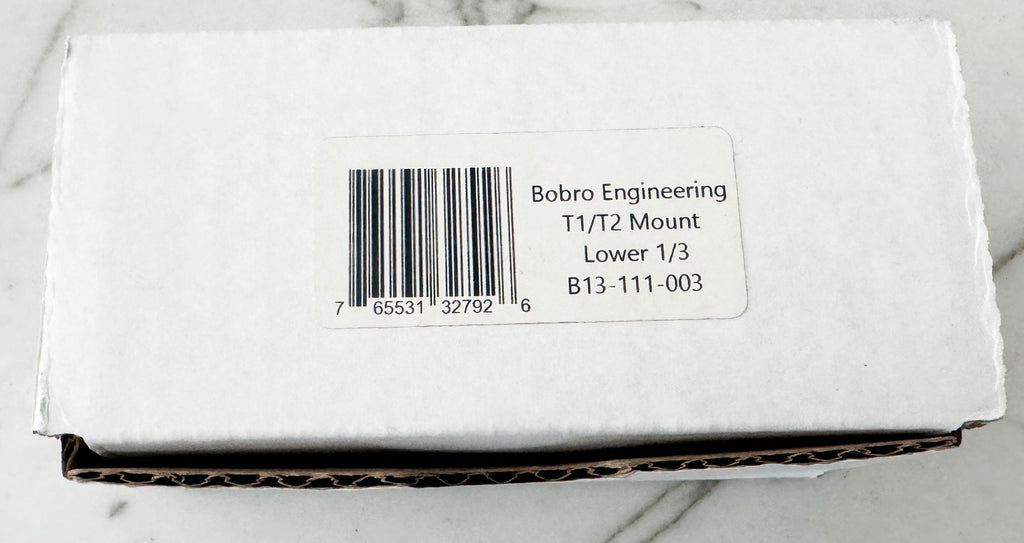 Bobro Engineering
T1/T2 Mount
Lower 1/3
B13-111-003
7 65531 32792 6